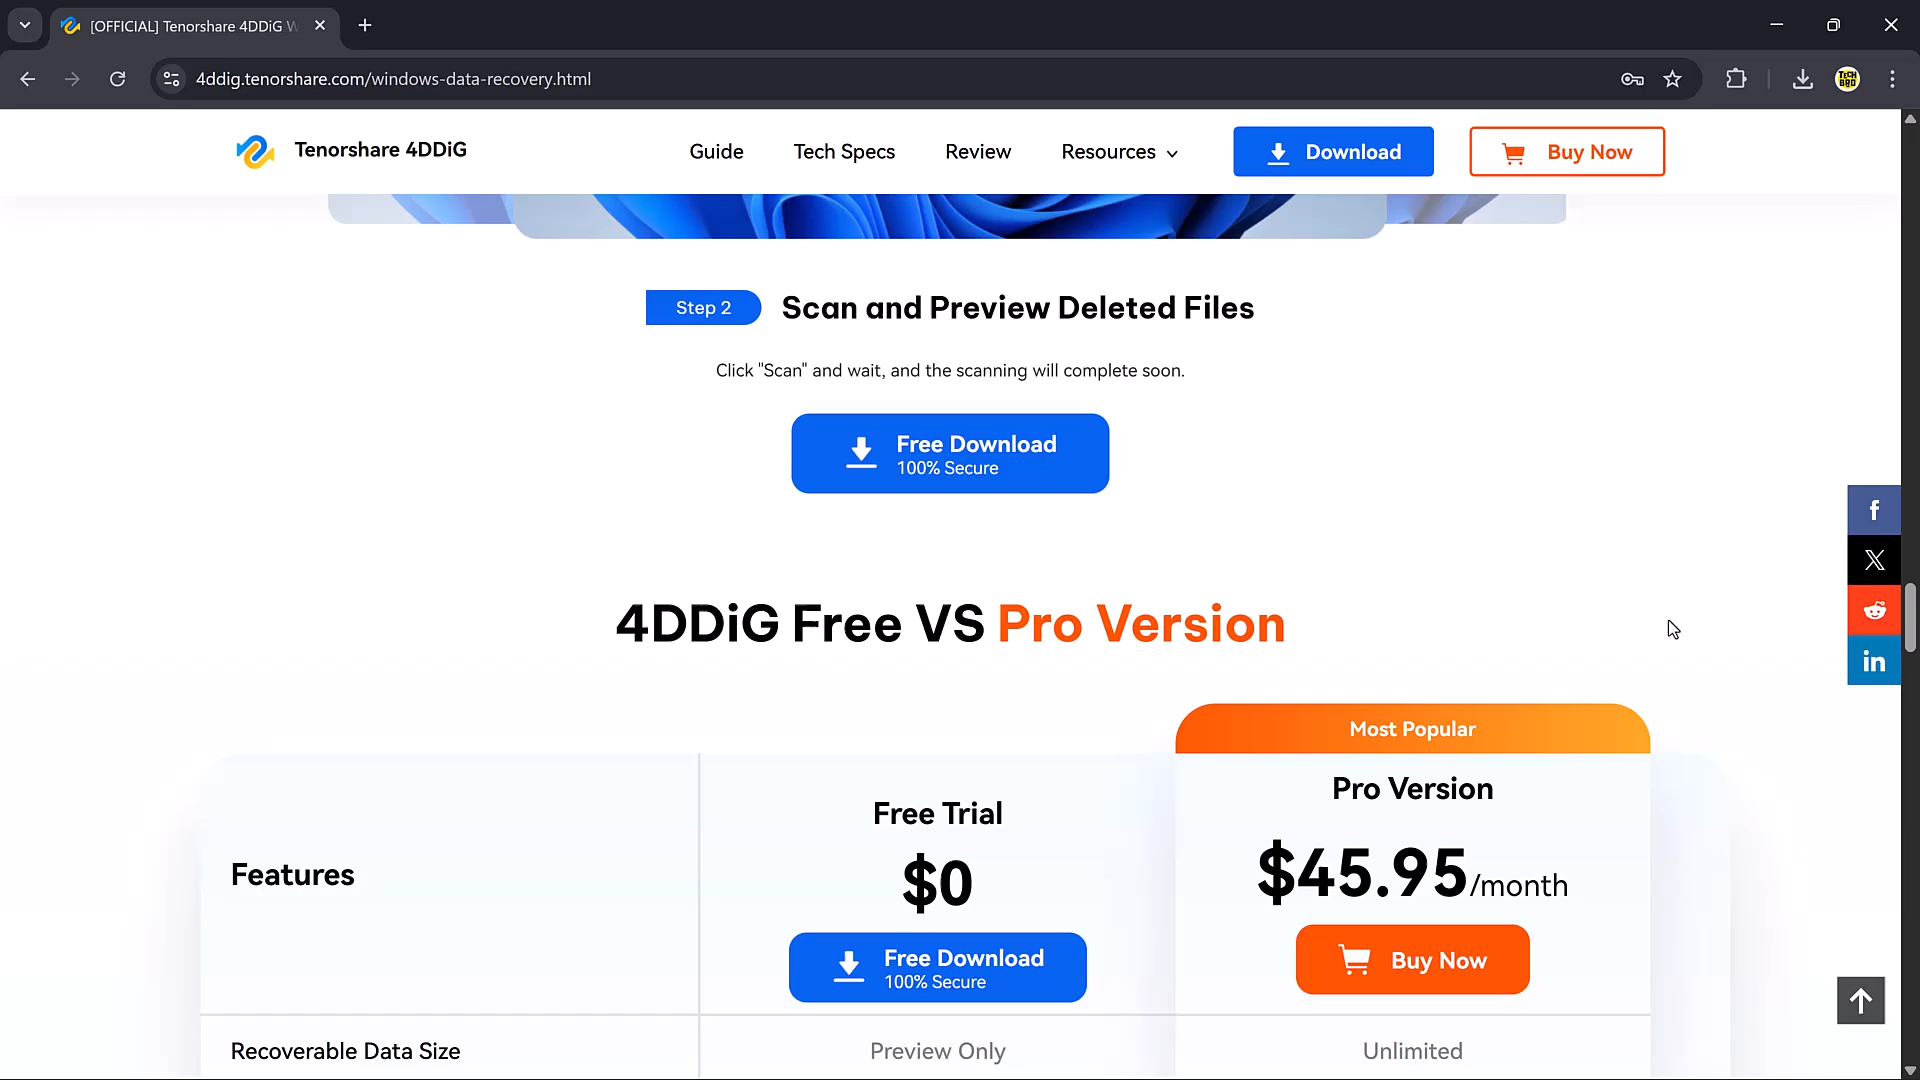 [OFFICIAL] Tenorshare 4DDiG W
4ddig.tenorshare.com/windows-data-recovery.html
TECH
BRO
Tenorshare 4DDiG
Guide
Tech Specs
Review
Resources
Download
Buy Now
Step 2
Scan and Preview Deleted Files
Click "Scan" and wait, and the scanning will complete soon.
Free Download
100% Secure
f
X
in
4DDiG Free VS Pro Version
Most Popular
Features
Free Trial
$0
Free Download
100% Secure
Pro Version
$45.95/month
Buy Now
Recoverable Data Size
Preview Only
Unlimited